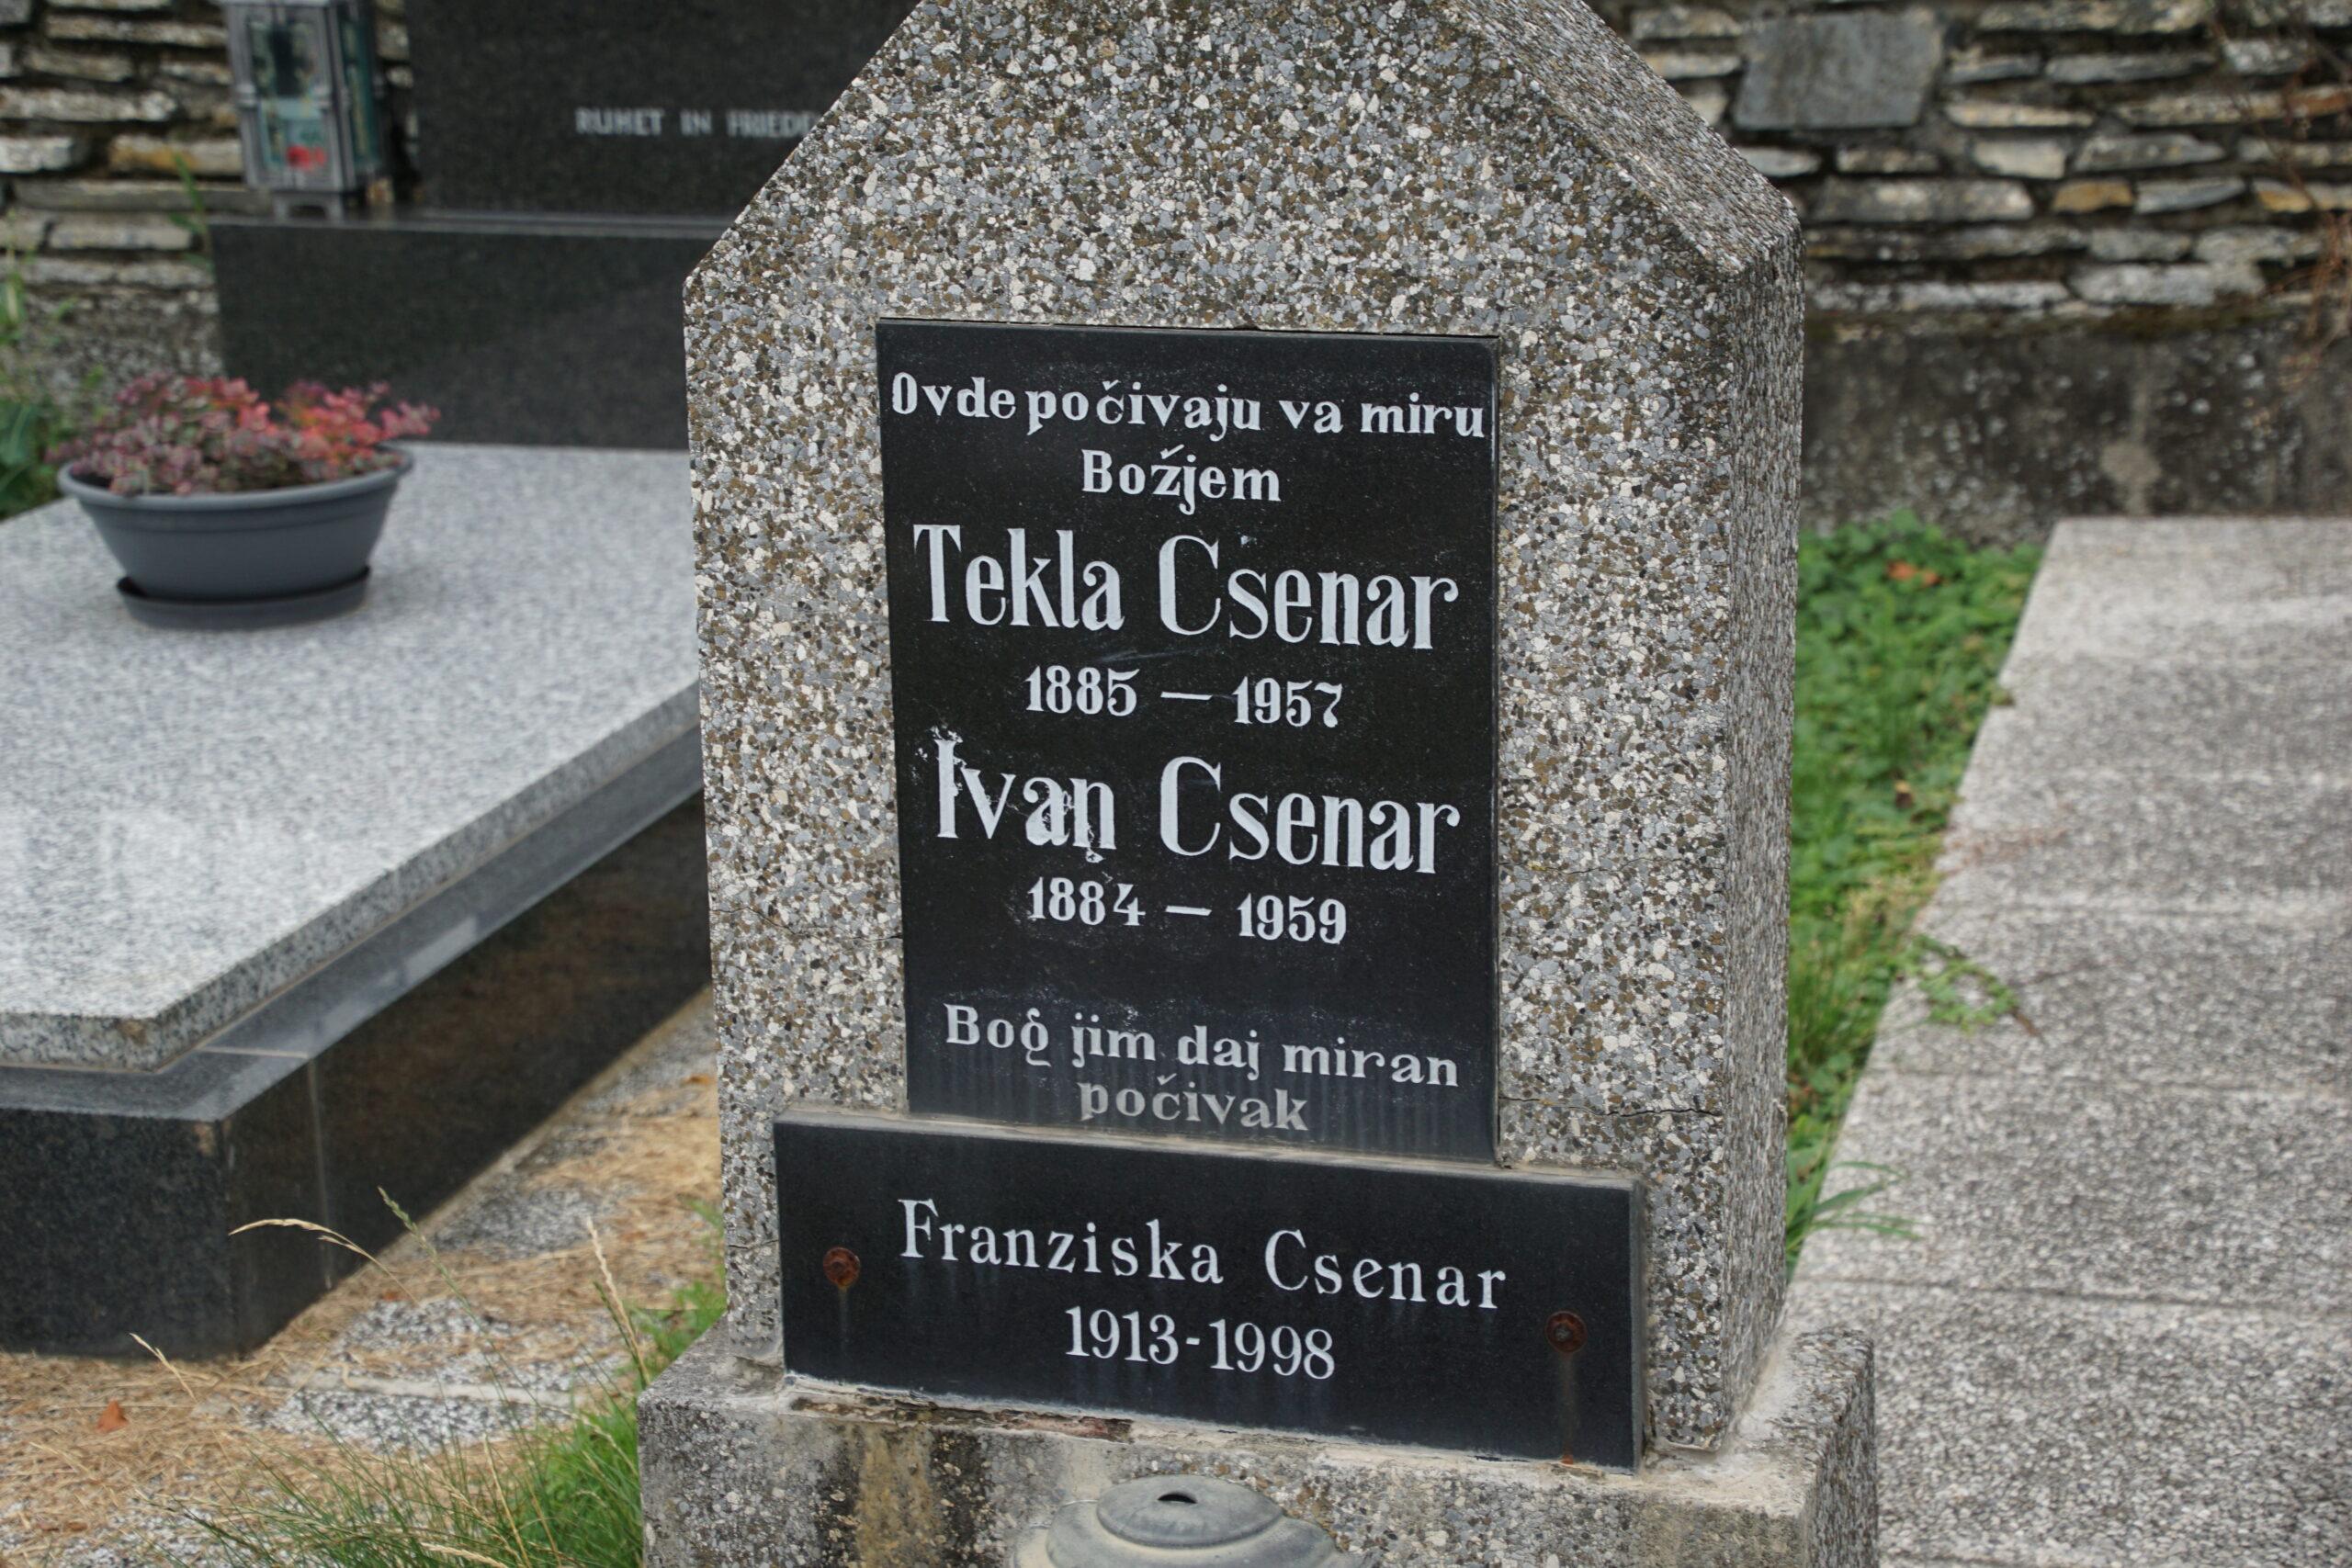 RUHET IN FRIEDE
Ovde počivaju va miru
Božjem
Tekla Csenar
1885 — 1957
Ivan Csenar
1884 — 1959
Bog jim daj miran
počivak
Franziska Csenar
1913-1998